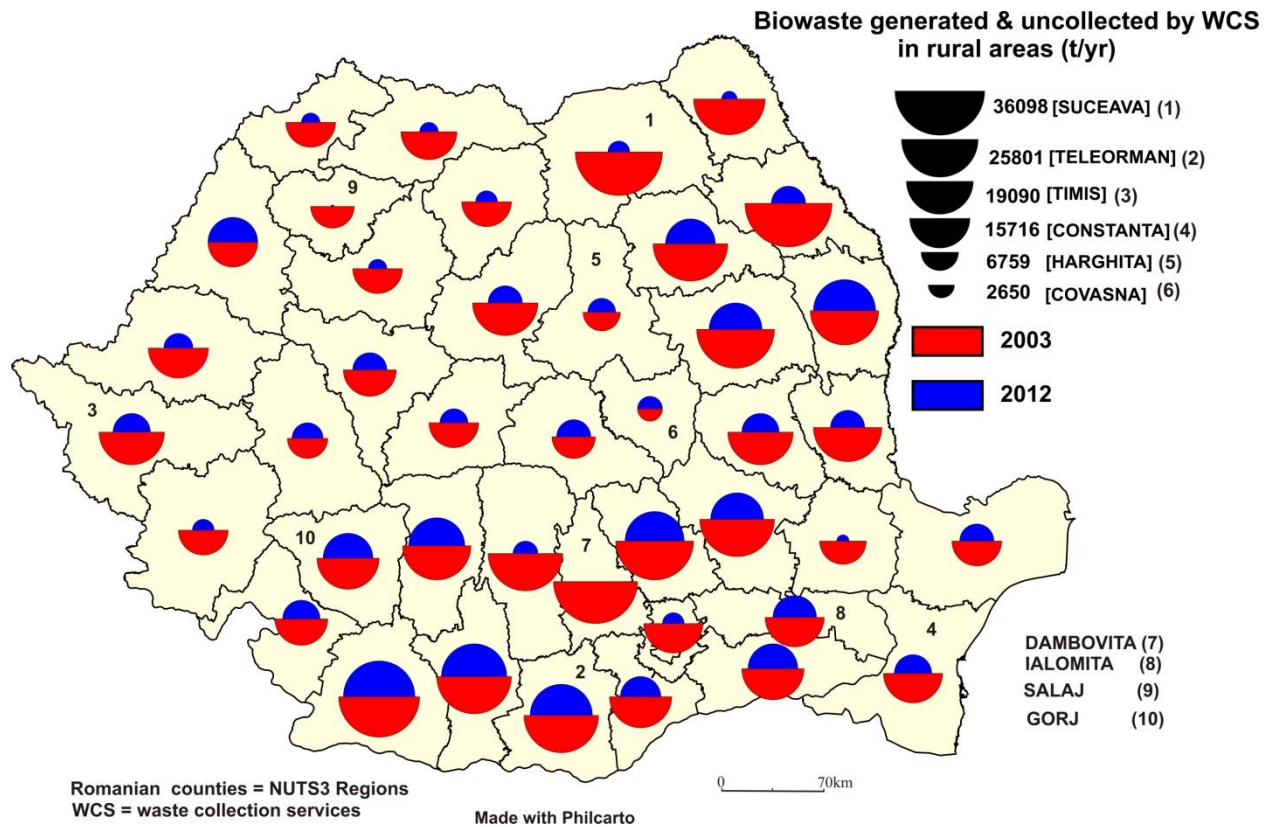 Biowaste generated & uncollected by WCS
in rural areas (t/yr)
36098 [SUCEAVA] (1)
25801 [TELEORMAN] (2)
19090 [TIMIS] (3)
15716 [CONSTANTA] (4)
6759 [HARGHITA] (5)
2650 [COVASNA] (6)
2003
2012
1
9
5
3
6
10
7
8
4
2
DAMBOVITA (7)
IALOMITA (8)
SALAJ (9)
GORJ (10)
0 70km
Romanian counties = NUTS3 Regions
WCS = waste collection services
Made with Philcarto